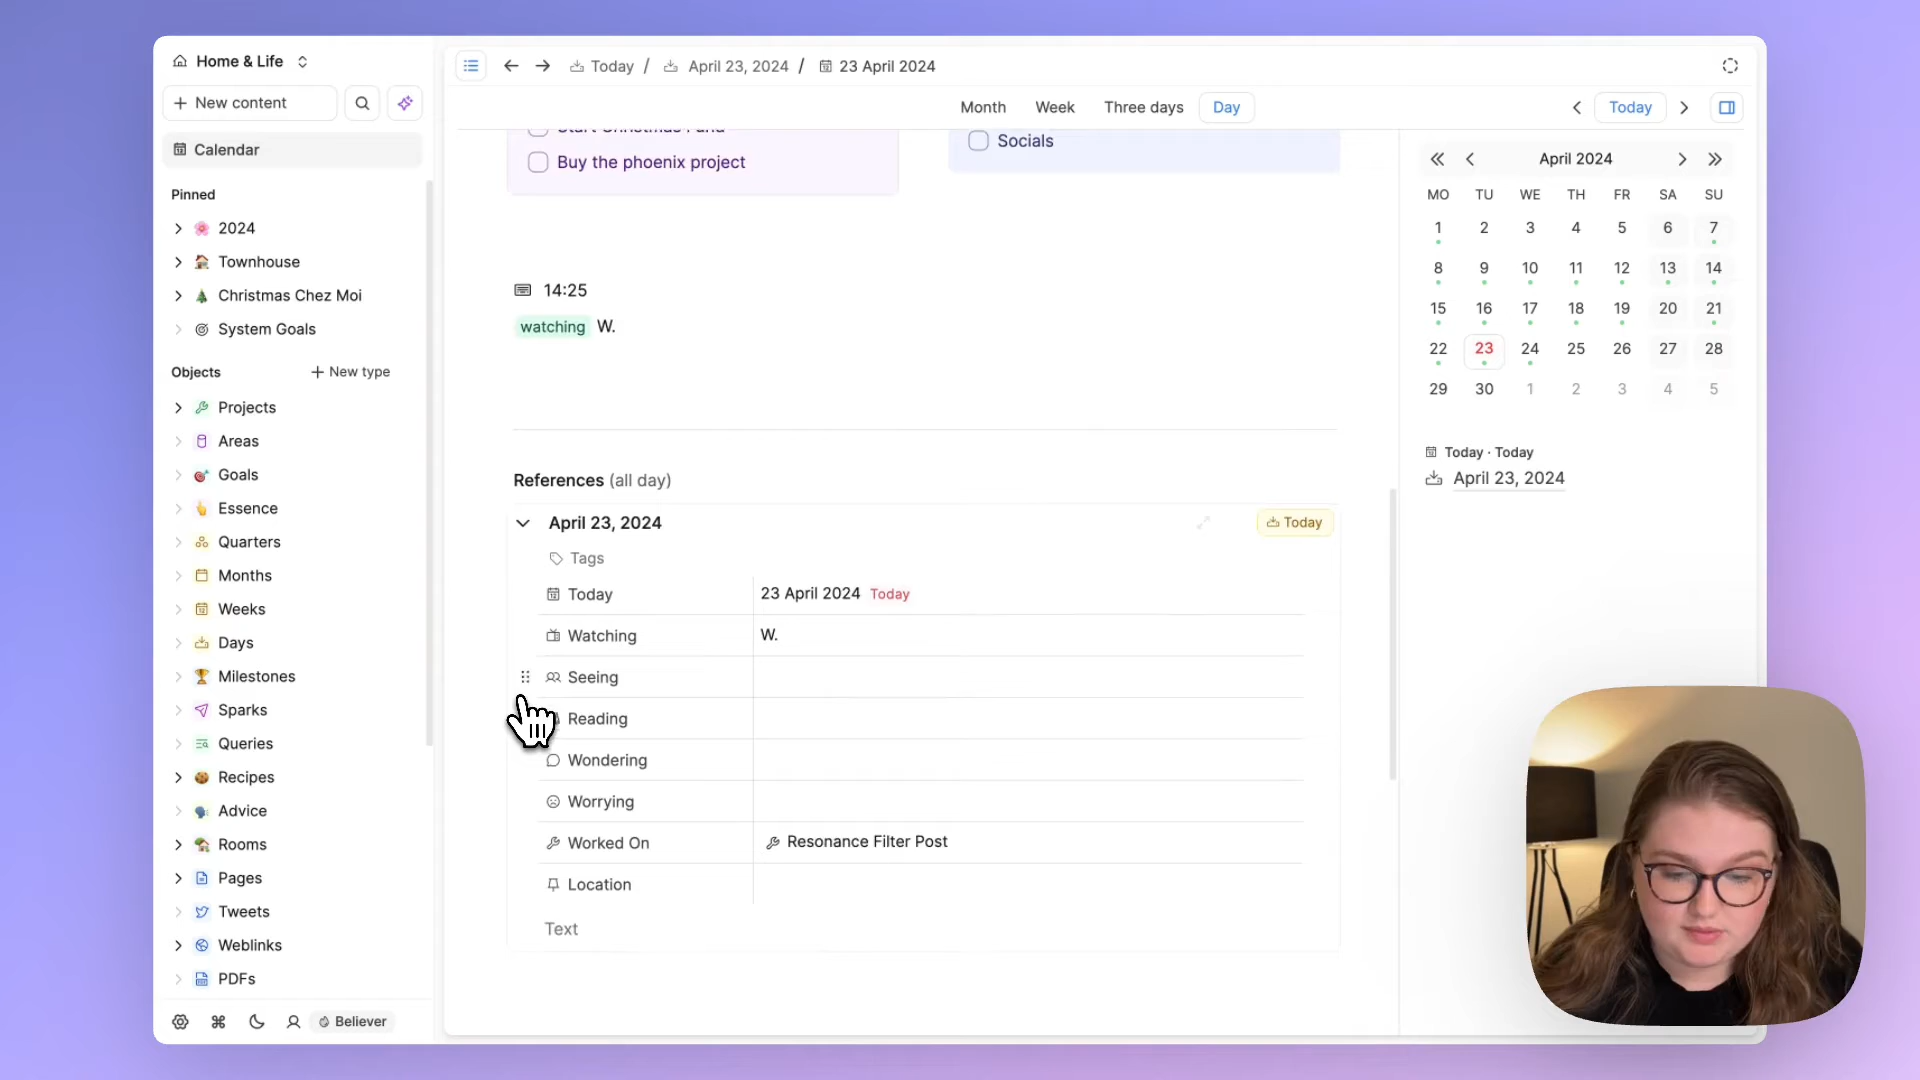 Home & Life
New content
Calendar
Pinned
2024
Townhouse
Christmas Chez Moi
System Goals
Objects
+ New type
Projects
Areas
Goals
Essence
Quarters
Months
Weeks
Days
Milestones
Sparks
Queries
Recipes
Advice
Rooms
Pages
Tweets
Weblinks
PDFs
Believer
Today / April 23, 2024 / 23 April 2024
Month Week Three days Day
Today
Start Christmas Fund
Buy the phoenix project
Socials
14:25
watching W.
References (all day)
April 23, 2024
Today
Tags
Today 23 April 2024 Today
Watching W.
Seeing
Reading
Wondering
Worrying
Worked On Resonance Filter Post
Location
Text
April 2024
MO TU WE TH FR SA SU
1 2 3 4 5 6 7
8 9 10 11 12 13 14
15 16 17 18 19 20 21
22 23 24 25 26 27 28
29 30 1 2 3 4 5
Today · Today
April 23, 2024